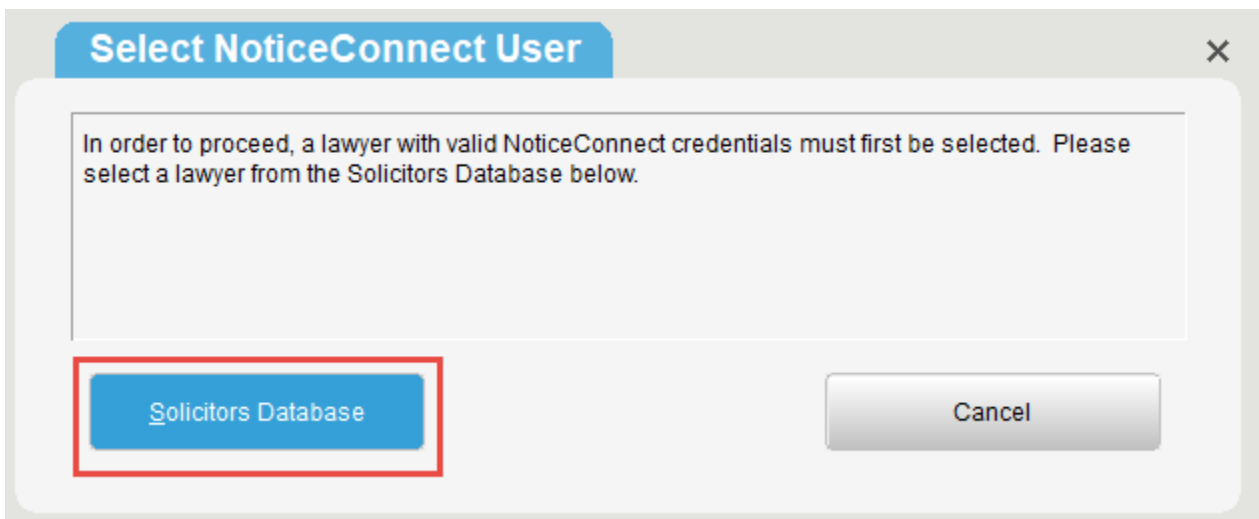 Select NoticeConnect User
In order to proceed, a lawyer with valid NoticeConnect credentials must first be selected.  Please
select a lawyer from the Solicitors Database below.
Solicitors Database
Cancel